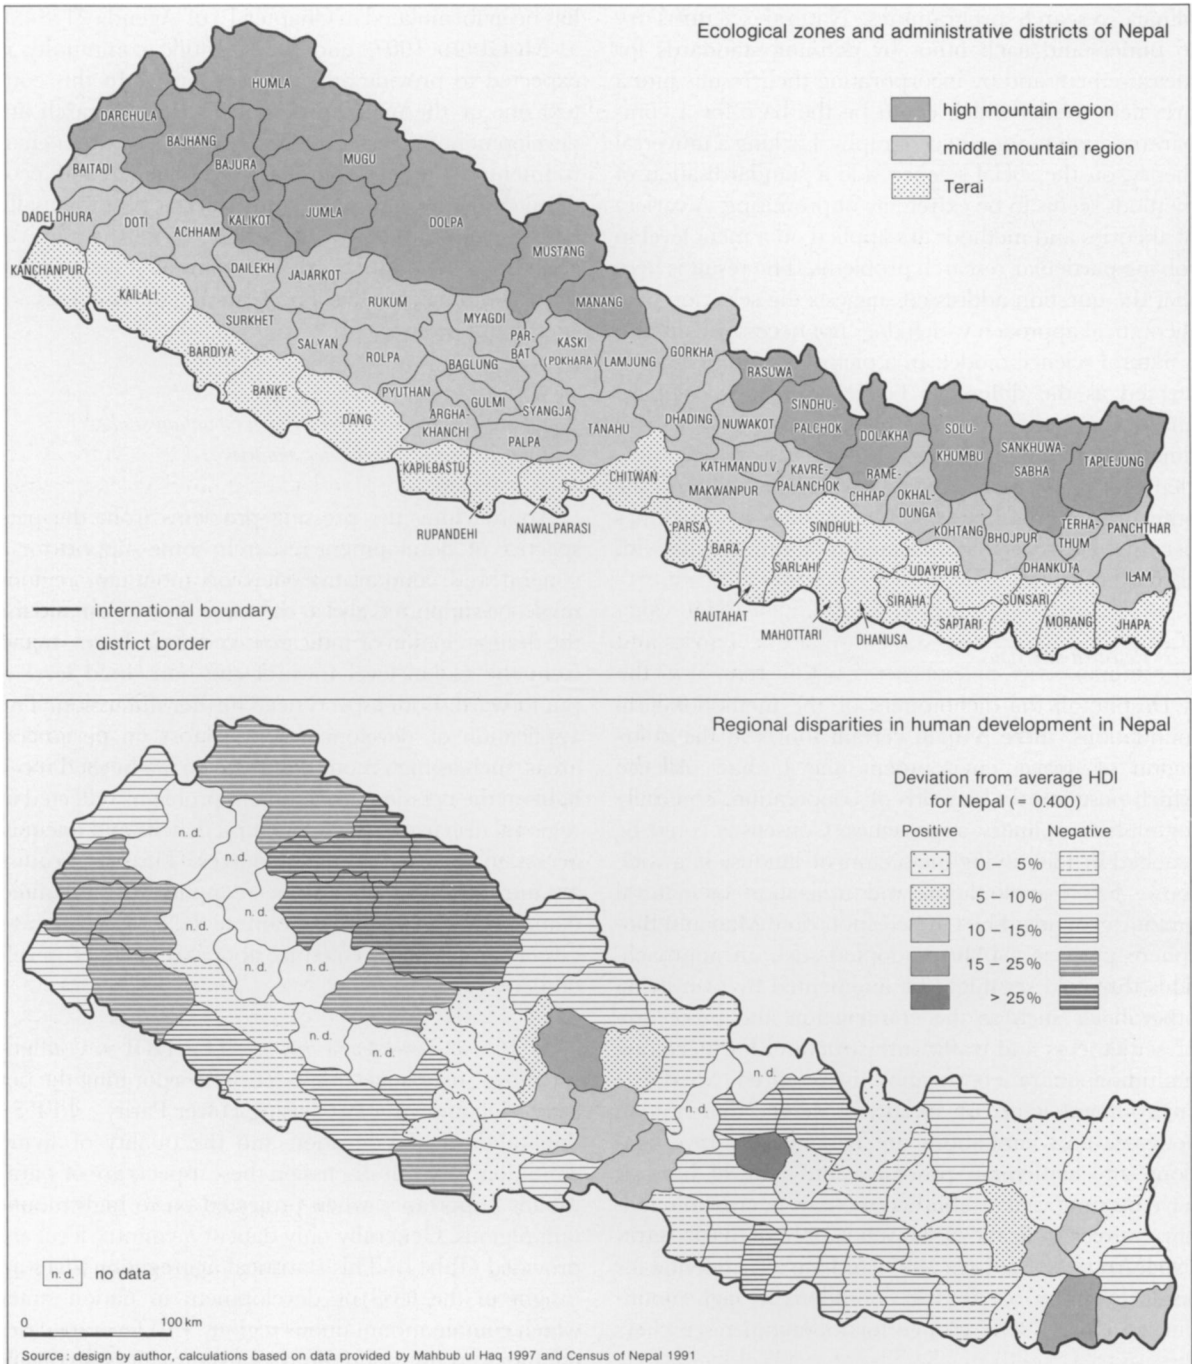 Ecological zones and administrative districts of Nepal
high mountain region
middle mountain region
Terai
HUMLA
DARCHULA
BAJHANG
BAITADI
BAJURA
MUGU
DADELDHURA
DOTI
ACHHAM
KALIKOT
JUMLA
DOLPA
MUSTANG
KANCHANPUR
KAILALI
DAILEKH
JAJARKOT
RUKUM
MANANG
SURKHET
MYAGDI
PAR-
BAT
KASKI
(POKHARA)
LAMJUNG
GORKHA
BARDIYA
SALYAN
ROLPA
BAGLUNG
RASUWA
BANKE
PYUTHAN
GULMI
SYANGJA
DANG
ARGHA-
KHANCHI
PALPA
TANAHU
DHADING
NUWAKOT
SINDHU-
PALCHOK
DOLAKHA
SOLU-
KHUMBU
SANKHUWA-
SABHA
TAPLEJUNG
KAPILBASTU
CHITWAN
KATHMANDU V.
KAVRE-
PALANCHOK
RAME-
CHHAP
OKHAL-
DUNGA
MAKWANPUR
RUPANDEHI
NAWALPARASI
PARSA
BARA
SINDHULI
KOHTANG
BHOJPUR
TERHA-
THUM
PANCHTHAR
SARLAHI
UDAYPUR
DHANKUTA
ILAM
RAUTAHAT
MAHOTTARI
DHANUSA
SIRAHA
SAPTARI
SUNSARI
MORANG
JHAPA
international boundary
district border
Regional disparities in human development in Nepal
Deviation from average HDI
for Nepal (= 0.400)
Positive Negative
0 – 5%
5 – 10%
10 – 15%
15 – 25%
> 25%
n. d.
n. d.
n. d.
n. d.
n. d.
n. d.
n. d.
n. d.
n. d.
n. d.
n. d. no data
0 100 km
Source: design by author, calculations based on data provided by Mahbub ul Haq 1997 and Census of Nepal 1991